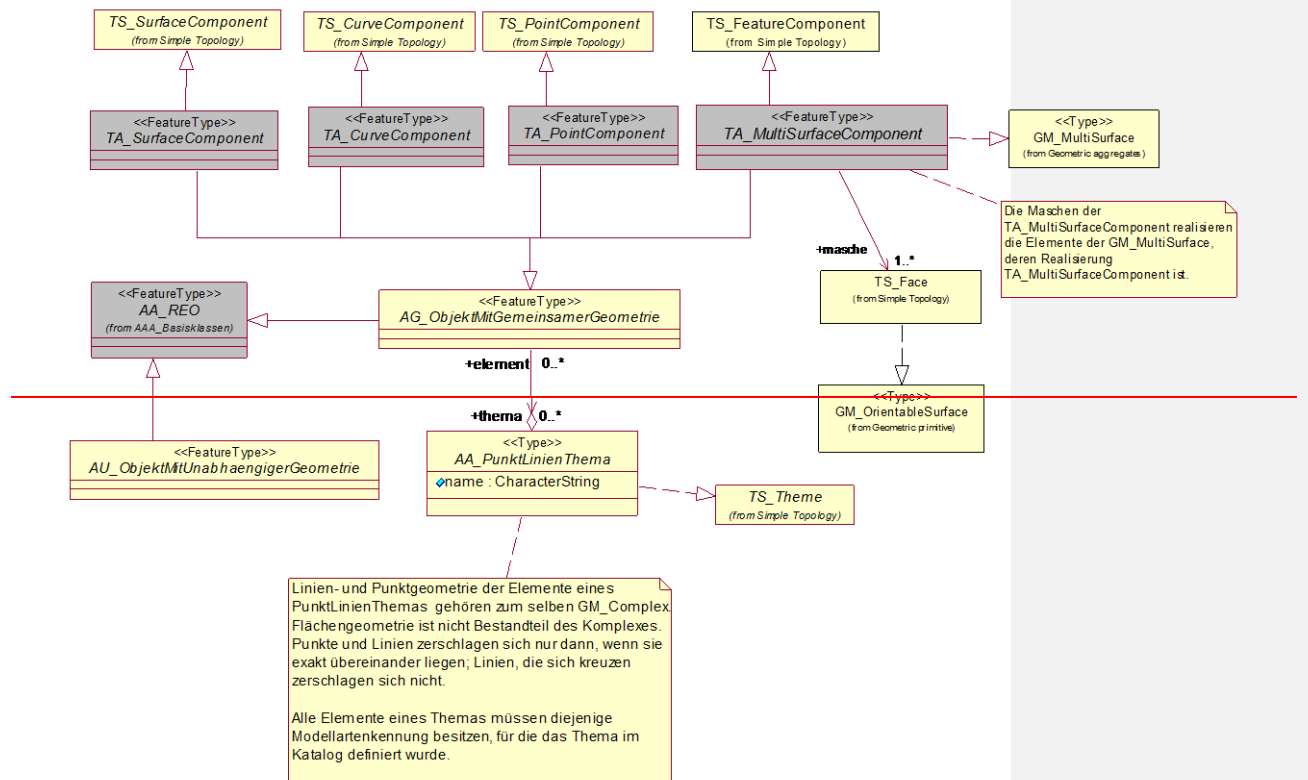 TS_SurfaceComponent
(from Simple Topology)
TS_CurveComponent
(from Simple Topology)
TS_PointComponent
(from Simple Topology)
TS_FeatureComponent
(from Simple Topology)
<<FeatureType>>
TA_SurfaceComponent
<<FeatureType>>
TA_CurveComponent
<<FeatureType>>
TA_PointComponent
<<FeatureType>>
TA_MultiSurfaceComponent
<<Type>>
GM_MultiSurface
(from Geometric aggregates)
Die Maschen der
TA_MultiSurfaceComponent realisieren
die Elemente der GM_MultiSurface,
deren Realisierung
TA_MultiSurfaceComponent ist.
+masche
1..*
TS_Face
(from Simple Topology)
<<FeatureType>>
AA_REO
(from AAA_Basisklassen)
<<FeatureType>>
AG_ObjektMitGemeinsamerGeometrie
+element 0..*
+thema 0..*
<<Type>>
GM_OrientableSurface
(from Geometric primitive)
<<FeatureType>>
AU_ObjektMitUnabhaengigerGeometrie
<<Type>>
AA_PunktLinienThema
name : CharacterString
TS_Theme
(from Simple Topology)
Linien- und Punktgeometrie der Elemente eines
PunktLinienThemas gehören zum selben GM_Complex.
Flächengeometrie ist nicht Bestandteil des Komplexes.
Punkte und Linien zerschlagen sich nur dann, wenn sie
exakt übereinander liegen; Linien, die sich kreuzen
zerschlagen sich nicht.
Alle Elemente eines Themas müssen diejenige
Modellartenkennung besitzen, für die das Thema im
Katalog definiert wurde.